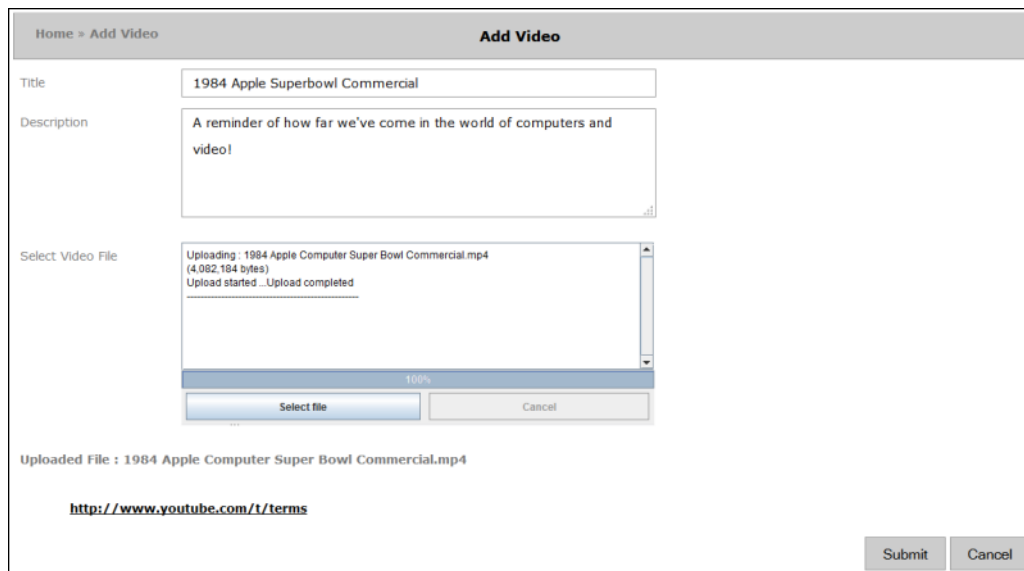 Home » Add Video
Add Video
Title
1984 Apple Superbowl Commercial
Description
A reminder of how far we've come in the world of computers and
video!
Select Video File
Uploading : 1984 Apple Computer Super Bowl Commercial.mp4
(4,082,184 bytes)
Upload started ...Upload completed
------------------------------------------------------------
100%
Select file
Cancel
Uploaded File : 1984 Apple Computer Super Bowl Commercial.mp4
http://www.youtube.com/t/terms
Submit
Cancel